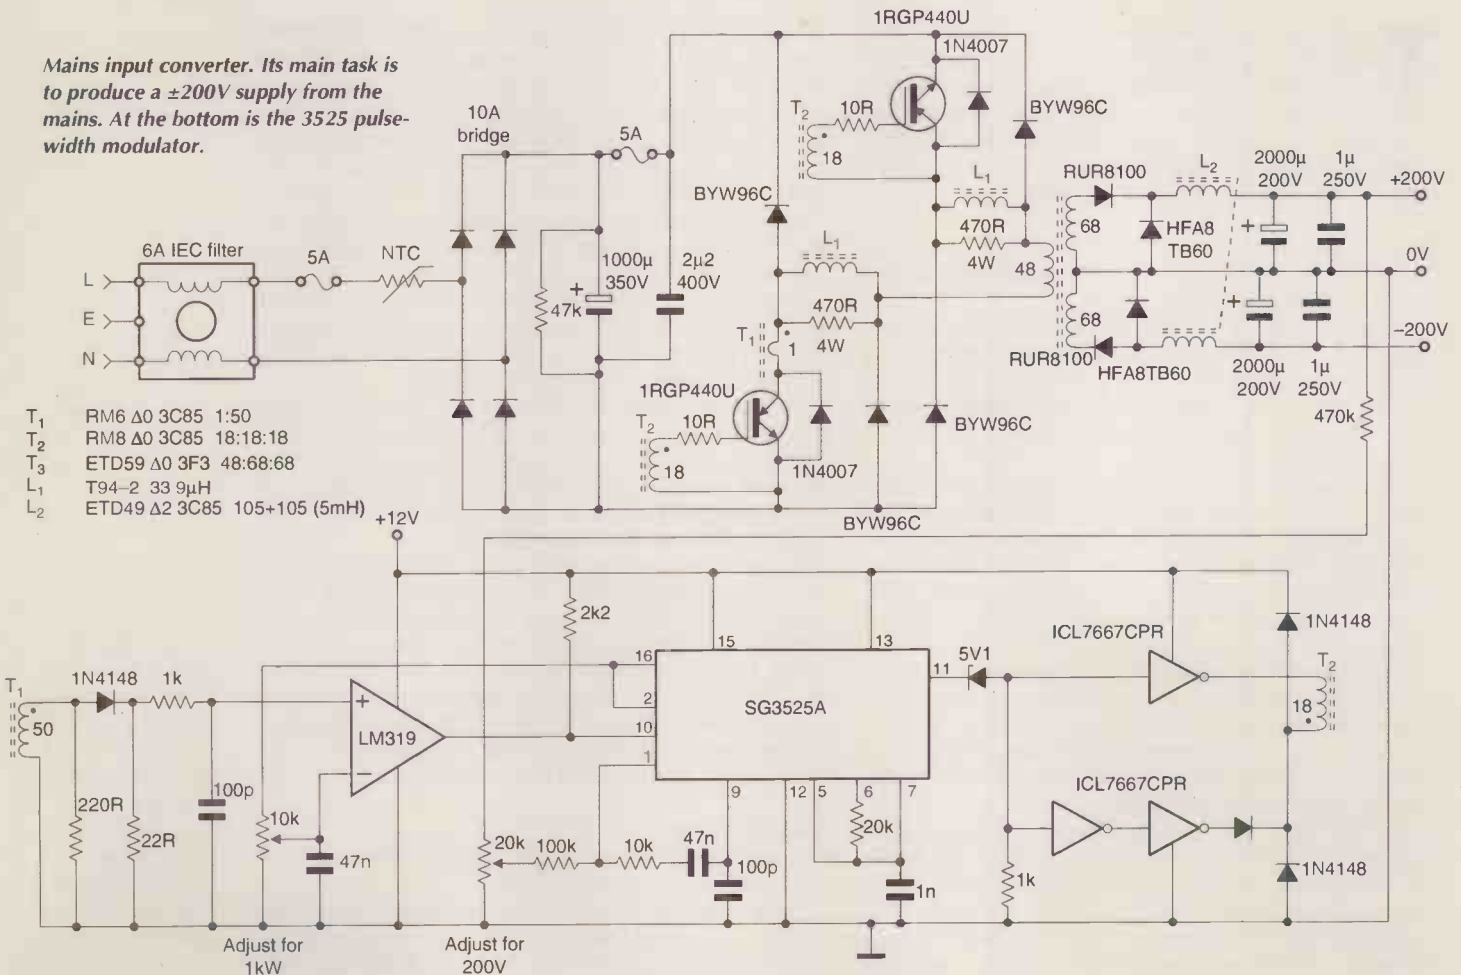 Mains input converter. Its main task is
to produce a ±200V supply from the
mains. At the bottom is the 3525 pulse-
width modulator.
1RGP440U
1N4007
T2
10R
18
BYW96C
10A
bridge
5A
BYW96C
L1
470R
4W
48
RUR8100
68
HFA8
TB60
L2
2000µ
200V
1µ
250V
+200V
0V
68
RUR8100
HFA8TB60
2000µ
200V
1µ
250V
-200V
470k
6A IEC filter
L
E
N
5A
NTC
47k
+
1000µ
350V
2µ2
400V
L1
470R
4W
T1
1
1RGP440U
T2
10R
18
1N4007
BYW96C
BYW96C
+
+
T1 RM6 Δ0 3C85 1:50
T2 RM8 Δ0 3C85 18:18:18
T3 ETD59 Δ0 3F3 48:68:68
L1 T94-2 33 9µH
L2 ETD49 Δ2 3C85 105+105 (5mH)
+12V
2k2
T1
50
1N4148
1k
220R
22R
100p
10k
47n
+
LM319
−
Adjust for
1kW
20k
Adjust for
200V
100k
10k
47n
100p
16
2
10
1
15
13
11
SG3525A
9
12
5
6
7
20k
1n
5V1
1k
ICL7667CPR
ICL7667CPR
1N4148
T2
18
1N4148